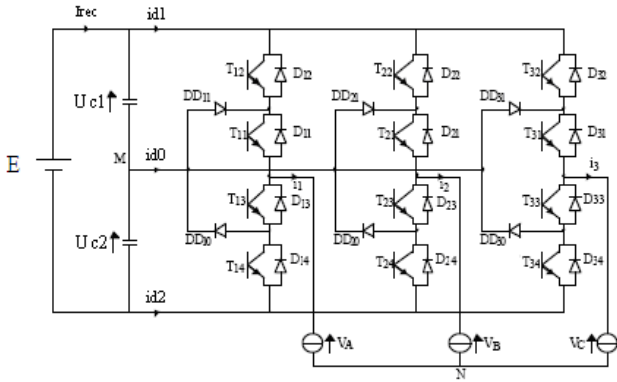 Irec id1
T12 D12 T22 D22 T32 D32
Uc1 DD11 DD21 DD31
T11 D11 T21 D21 T31 D31
E M id0
i1 i2 i3
T13 D13 T23 D23 T33 D33
Uc2 DD10 DD20 DD30
T14 D14 T24 D14 T34 D34
id2
VA VB VC
N